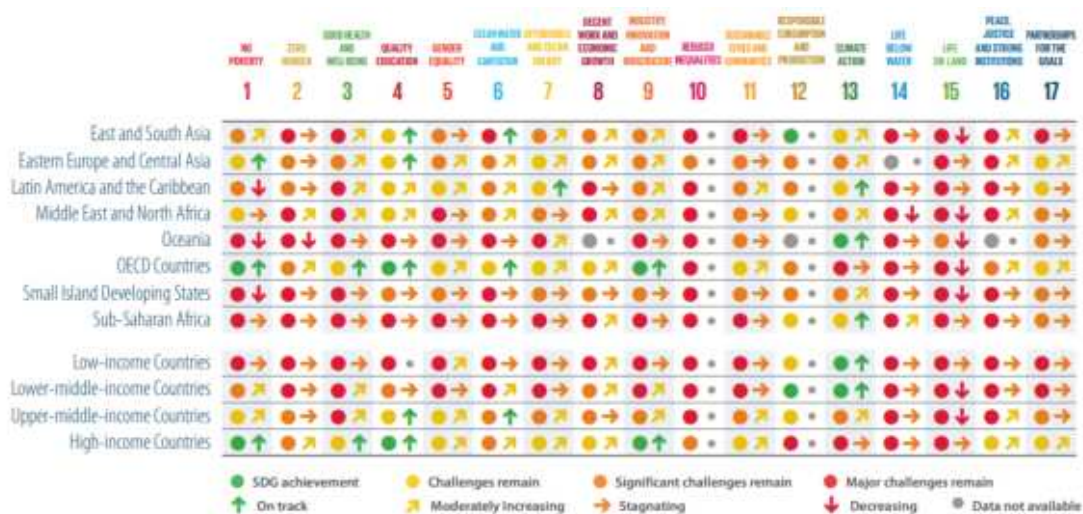 NO
POVERTY
ZERO
HUNGER
GOOD HEALTH
AND
WELL-BEING
QUALITY
EDUCATION
GENDER
EQUALITY
CLEAN WATER
AND
SANITATION
AFFORDABLE
AND CLEAN
ENERGY
DECENT
WORK AND
ECONOMIC
GROWTH
INDUSTRY,
INNOVATION
AND
INFRASTRUCTURE
REDUCED
INEQUALITIES
SUSTAINABLE
CITIES AND
COMMUNITIES
RESPONSIBLE
CONSUMPTION
AND
PRODUCTION
CLIMATE
ACTION
LIFE
BELOW
WATER
LIFE
ON LAND
PEACE,
JUSTICE
AND STRONG
INSTITUTIONS
PARTNERSHIPS
FOR THE
GOALS
1 2 3 4 5 6 7 8 9 10 11 12 13 14 15 16 17
East and South Asia
Eastern Europe and Central Asia
Latin America and the Caribbean
Middle East and North Africa
Oceania
OECD Countries
Small Island Developing States
Sub-Saharan Africa
Low-income Countries
Lower-middle-income Countries
Upper-middle-income Countries
High-income Countries
SDG achievement Challenges remain Significant challenges remain Major challenges remain
On track Moderately Increasing Stagnating Decreasing Data not available